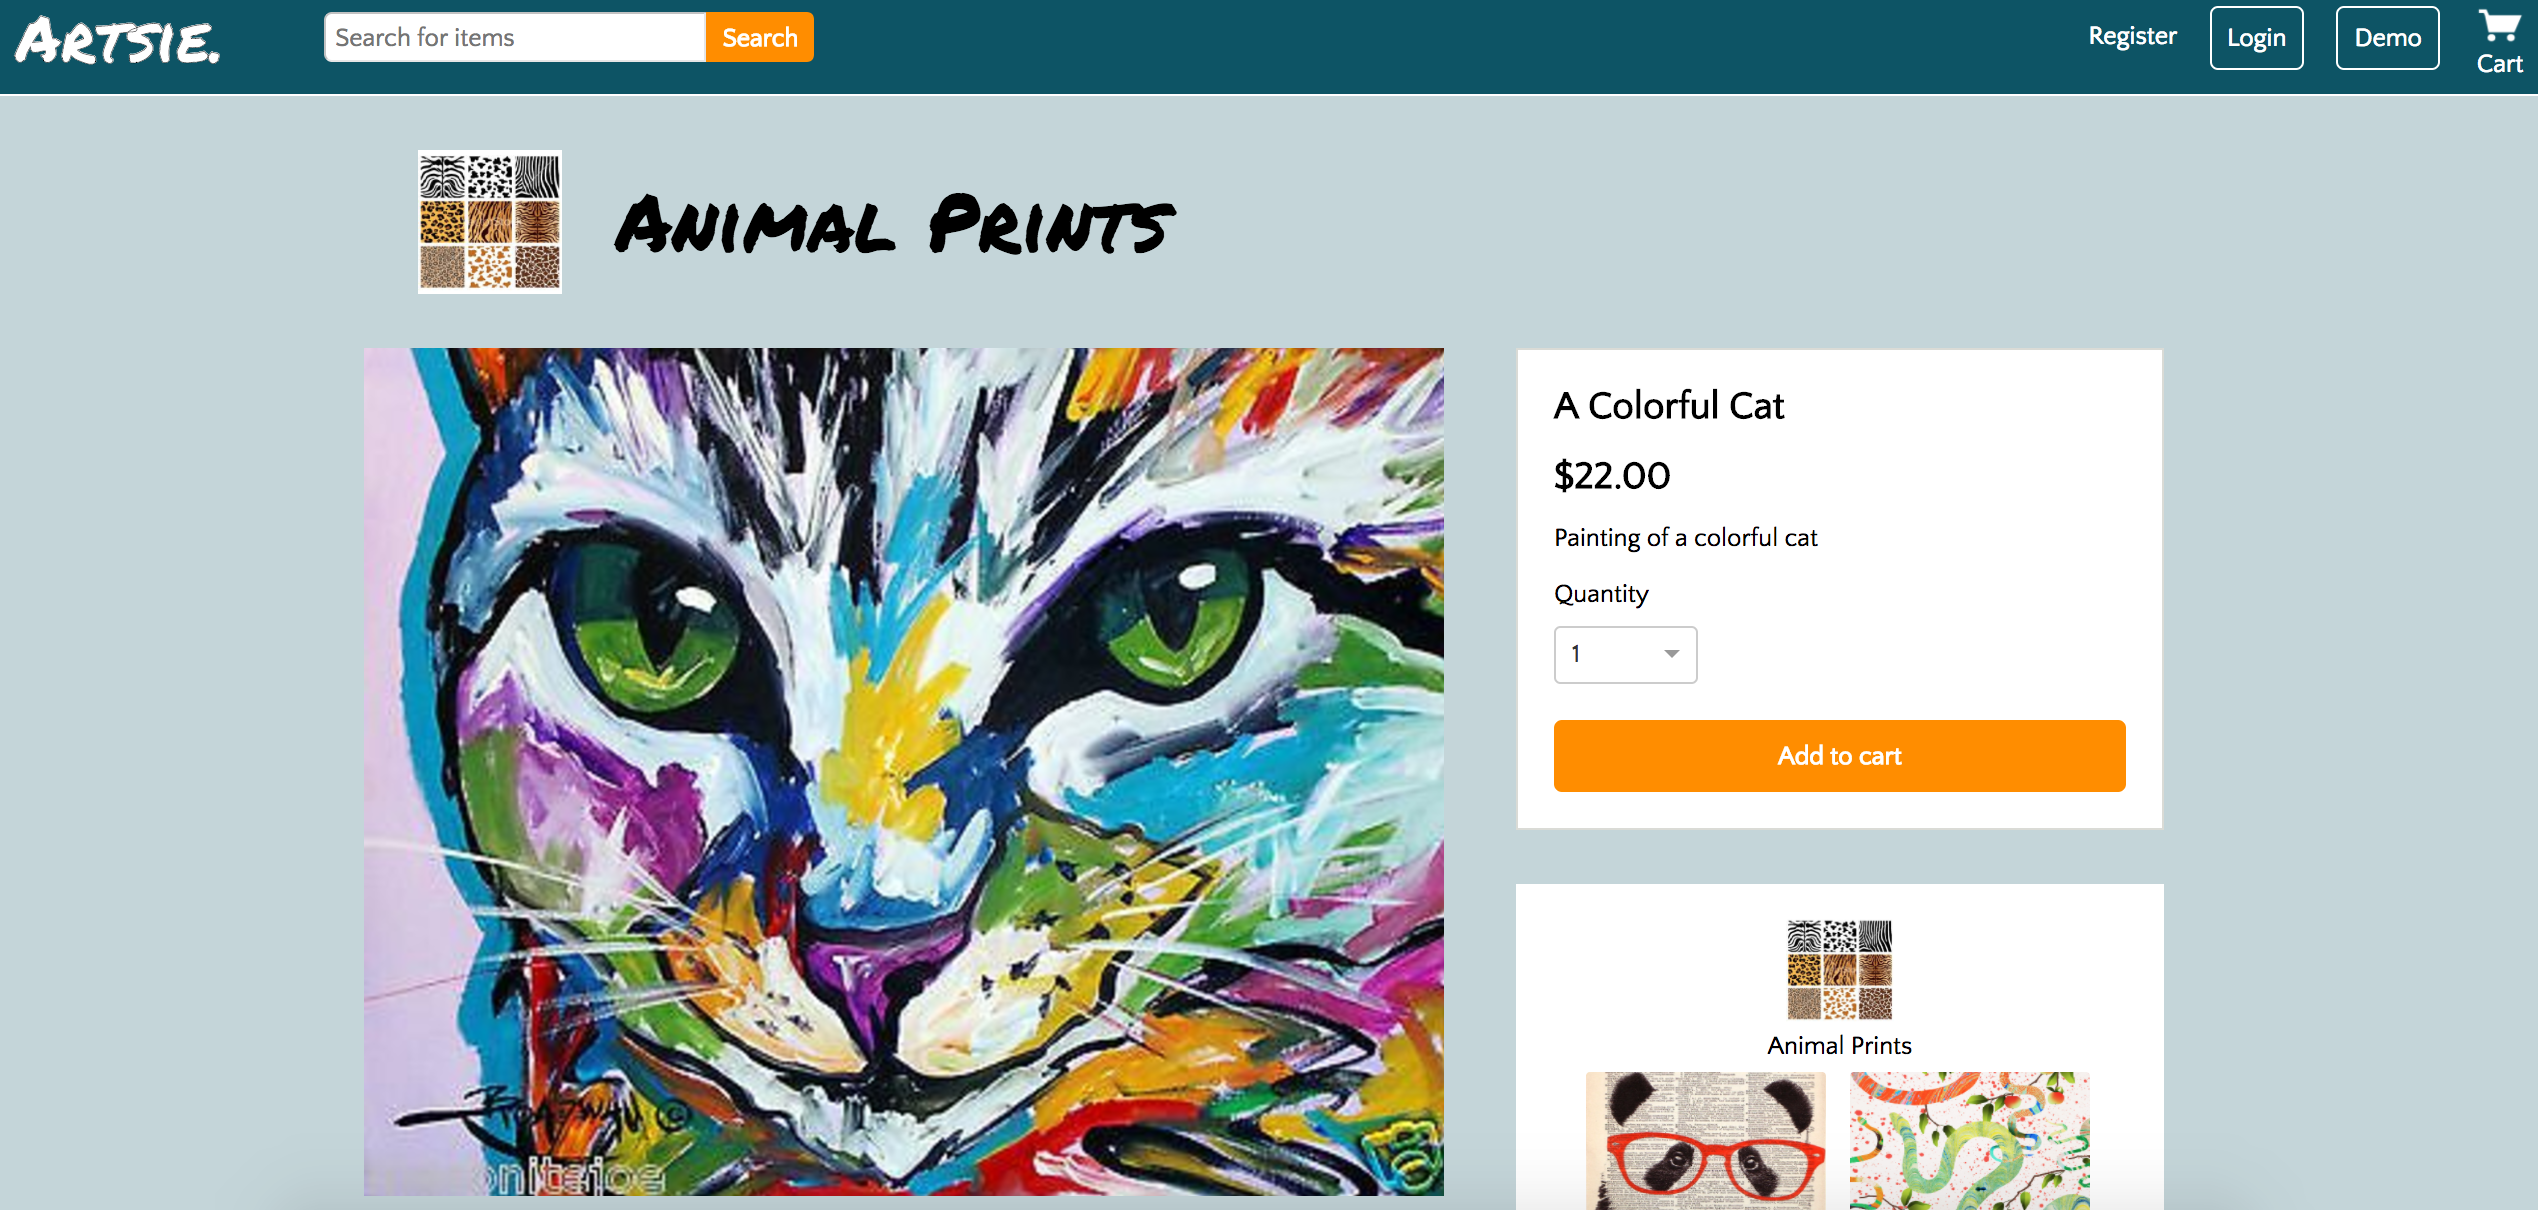 ARTSIE.
Search for items
Search
Register
Login
Demo
Cart
ANIMAL PRINTS
A Colorful Cat
$22.00
Painting of a colorful cat
Quantity
1
Add to cart
Animal Prints